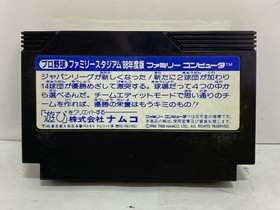 プロ野球 ファミリースタジアム'88年度版 ファミリーコンピュータ
ジャパンリーグが新しくなった!新たに2球団が加わり
14球団が優勝めざして激突する。球場だって4つの中か
ら選べるんだ。チームエディットモードで思い通りのチ
ームを作れば、優勝の栄誉はもうキミのもの!?
「遊び」をクリエイトする
株式会社 ナムコ